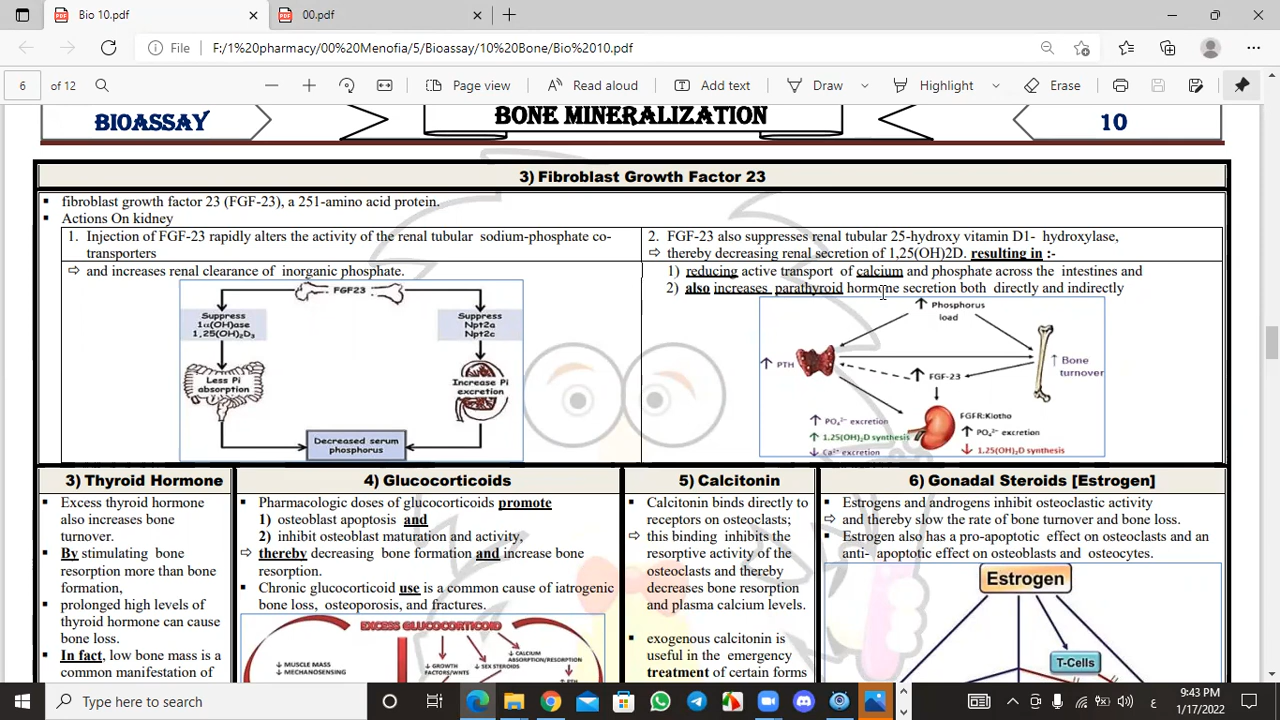 Bio 10.pdf
00.pdf
File
F:/1%20pharmacy/00%20Menofia/5/Bioassay/10%20Bone/Bio%2010.pdf
6
of 12
Page view
Read aloud
Add text
Draw
Highlight
Erase
BIOASSAY
BONE MINERALIZATION
10
3) Fibroblast Growth Factor 23
▪ fibroblast growth factor 23 (FGF-23), a 251-amino acid protein.
▪ Actions On kidney
1. Injection of FGF-23 rapidly alters the activity of the renal tubular sodium-phosphate co-
transporters
⇨ and increases renal clearance of inorganic phosphate.
FGF23
Suppress
1α(OH)ase
1,25(OH)₂D₃
Suppress
Npt2a
Npt2c
Less Pi
absorption
Increase Pi
excretion
Decreased serum
phosphorus
2. FGF-23 also suppresses renal tubular 25-hydroxy vitamin D1- hydroxylase,
⇨ thereby decreasing renal secretion of 1,25(OH)2D. resulting in :-
1) reducing active transport of calcium and phosphate across the intestines and
2) also increases parathyroid hormone secretion both directly and indirectly
↑ Phosphorus
load
↑ PTH
↑ FGF-23
↑ Bone
turnover
↑ PO₄²⁻ excretion
↑ 1.25(OH)₂D synthesis
↓ Ca²⁺ excretion
FGFR:Klotho
↑ PO₄²⁻ excretion
↓ 1.25(OH)₂D synthesis
3) Thyroid Hormone
▪ Excess thyroid hormone
also increases bone
turnover.
▪ By stimulating bone
resorption more than bone
formation,
▪ prolonged high levels of
thyroid hormone can cause
bone loss.
▪ In fact, low bone mass is a
common manifestation of
4) Glucocorticoids
▪ Pharmacologic doses of glucocorticoids promote
1) osteoblast apoptosis and
2) inhibit osteoblast maturation and activity,
⇨ thereby decreasing bone formation and increase bone
resorption.
▪ Chronic glucocorticoid use is a common cause of iatrogenic
bone loss, osteoporosis, and fractures.
EXCESS GLUCOCORTICOID
↓ MUSCLE MASS
↓ MECHANOSENSING
↓ GROWTH
FACTORS/WNTS
↓ SEX STEROIDS
↓ CALCIUM
ABSORPTION/RESORPTION
↑ PTH
5) Calcitonin
▪ Calcitonin binds directly to
receptors on osteoclasts;
⇨ this binding inhibits the
resorptive activity of the
osteoclasts and thereby
decreases bone resorption
and plasma calcium levels.
▪ exogenous calcitonin is
useful in the emergency
treatment of certain forms
6) Gonadal Steroids [Estrogen]
▪ Estrogens and androgens inhibit osteoclastic activity
⇨ and thereby slow the rate of bone turnover and bone loss.
▪ Estrogen also has a pro-apoptotic effect on osteoclasts and an
anti- apoptotic effect on osteoblasts and osteocytes.
Estrogen
T-Cells
Type here to search
ع
9:43 PM
1/17/2022